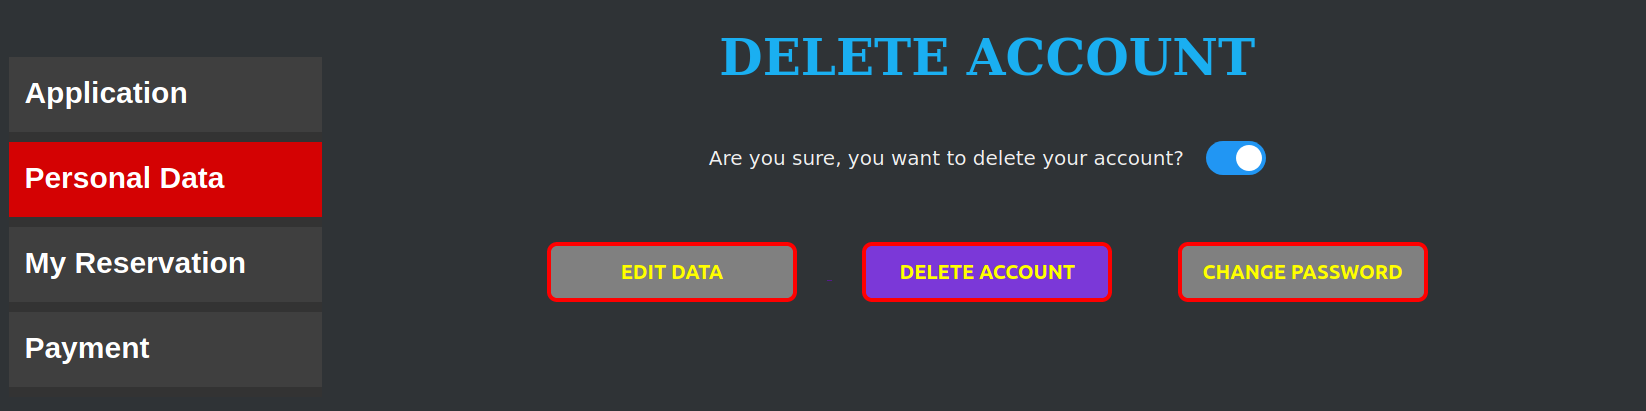 DELETE ACCOUNT
Application
Personal Data
My Reservation
Payment
Are you sure, you want to delete your account?
EDIT DATA
DELETE ACCOUNT
CHANGE PASSWORD